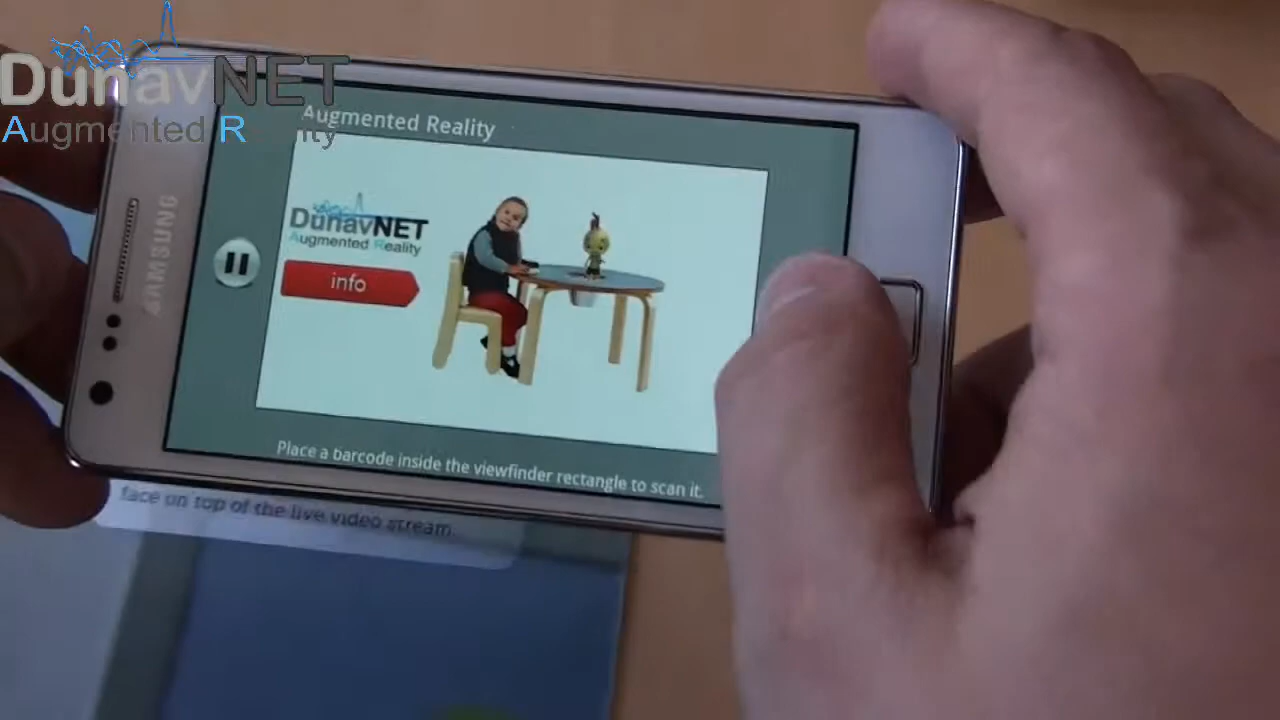 DunavNET
Augmented Reality
Augmented Reality
DunavNET
Augmented Reality
info
SAMSUNG
Place a barcode inside the viewfinder rectangle to scan it.
face on top of the live video stream.